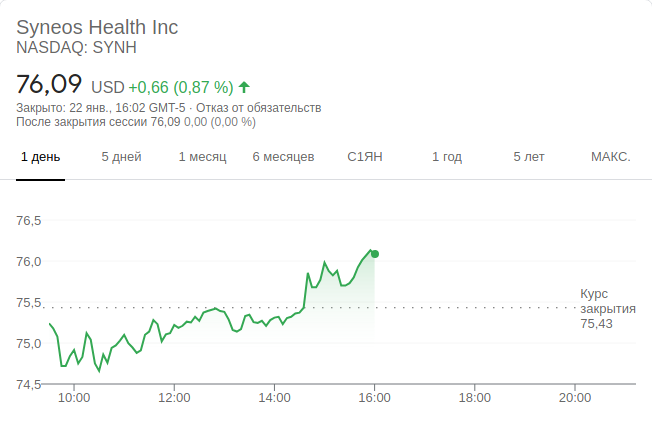 Syneos Health Inc
NASDAQ: SYNH
76,09 USD +0,66 (0,87 %)
Закрыто: 22 янв., 16:02 GMT-5 · Отказ от обязательств
После закрытия сессии 76,09 0,00 (0,00 %)
1 день 5 дней 1 месяц 6 месяцев С1ЯН 1 год 5 лет МАКС.
76,5
76,0
75,5
75,0
74,5
Курс
закрытия
75,43
10:00 12:00 14:00 16:00 18:00 20:00